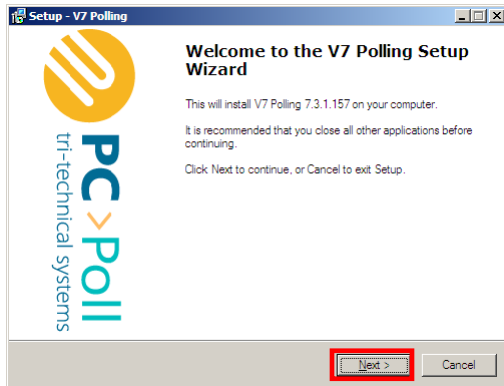 Setup - V7 Polling
Welcome to the V7 Polling Setup
Wizard
This will install V7 Polling 7.3.1.157 on your computer.
It is recommended that you close all other applications before
continuing.
Click Next to continue, or Cancel to exit Setup.
PC>Poll
tri-technical systems
Next >
Cancel